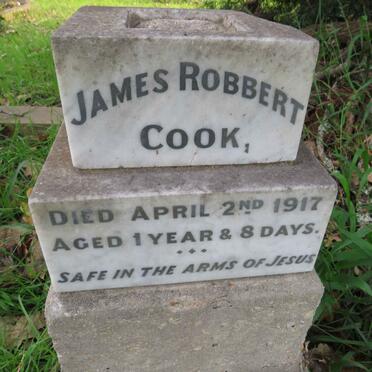 JAMES ROBBERT
COOK,
DIED APRIL 2ND 1917
AGED 1 YEAR & 8 DAYS.
SAFE IN THE ARMS OF JESUS